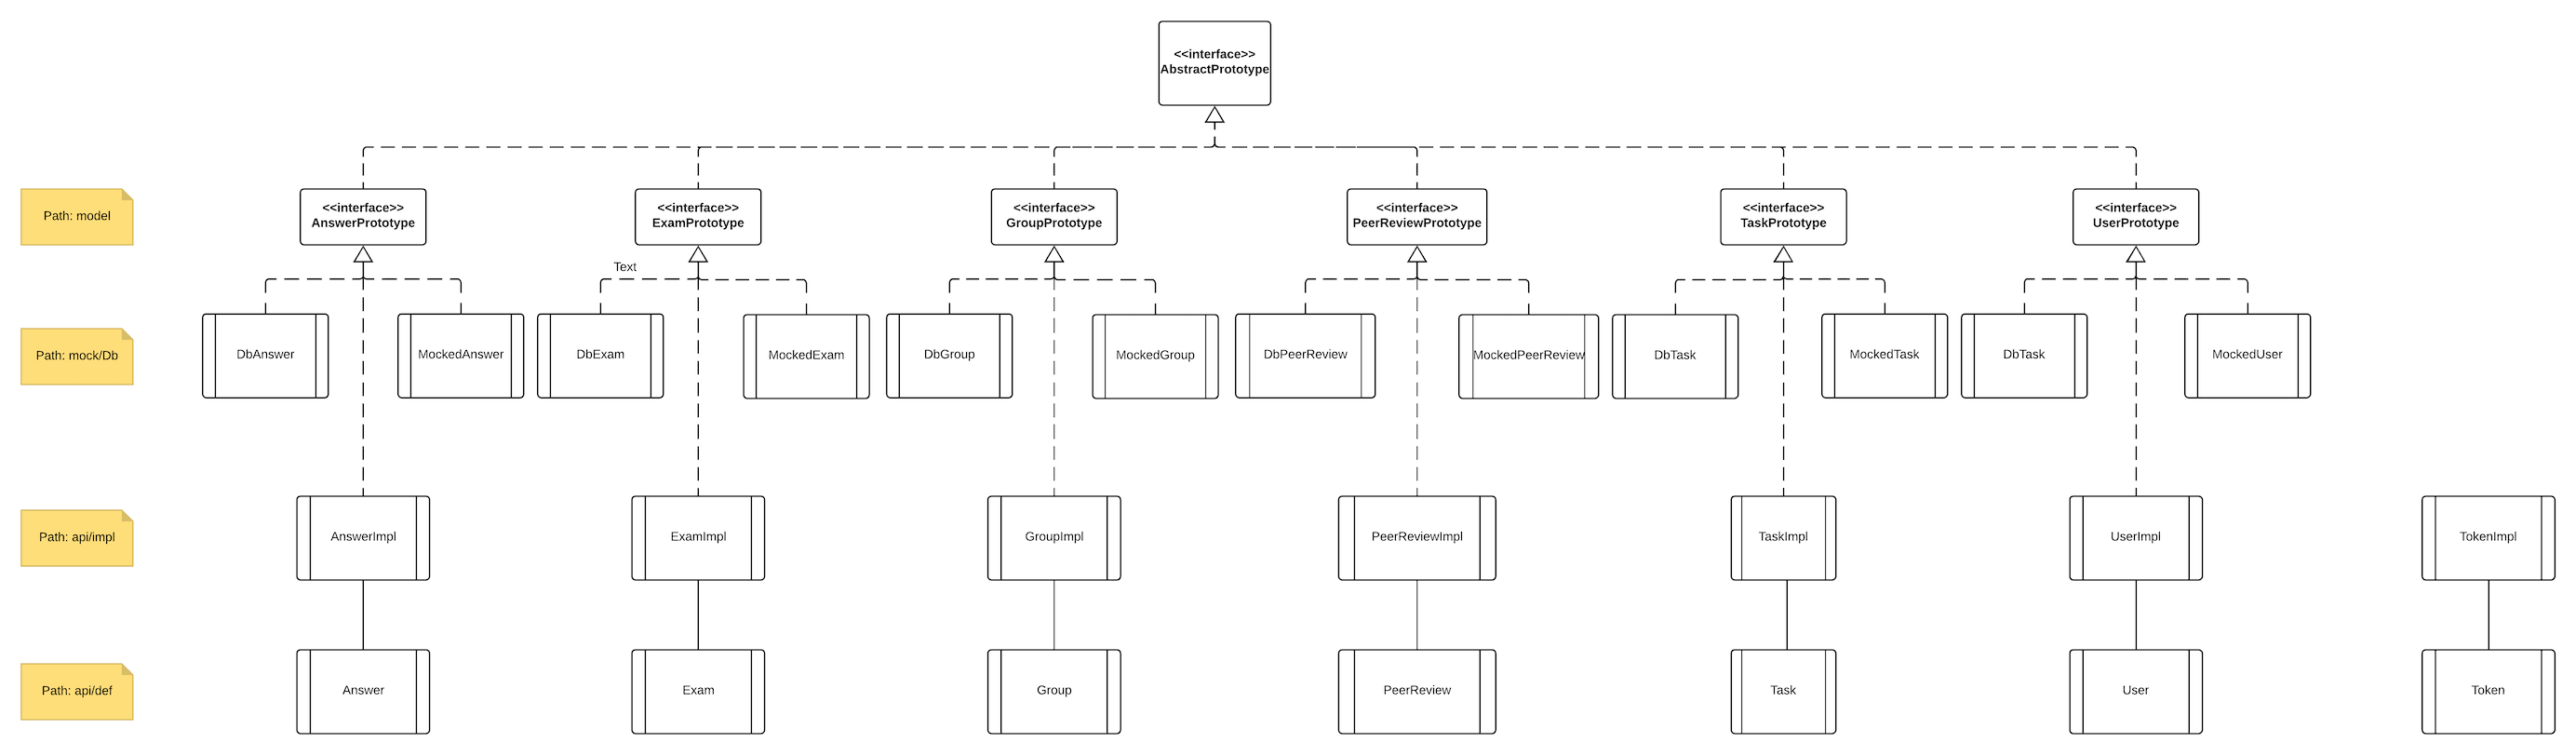 <<interface>>
AbstractPrototype
Path: model
<<interface>>
AnswerPrototype
<<interface>>
ExamPrototype
<<interface>>
GroupPrototype
<<interface>>
PeerReviewPrototype
<<interface>>
TaskPrototype
<<interface>>
UserPrototype
Text
Path: mock/Db
DbAnswer
MockedAnswer
DbExam
MockedExam
DbGroup
MockedGroup
DbPeerReview
MockedPeerReview
DbTask
MockedTask
DbTask
MockedUser
Path: api/impl
AnswerImpl
ExamImpl
GroupImpl
PeerReviewImpl
TaskImpl
UserImpl
TokenImpl
Path: api/def
Answer
Exam
Group
PeerReview
Task
User
Token